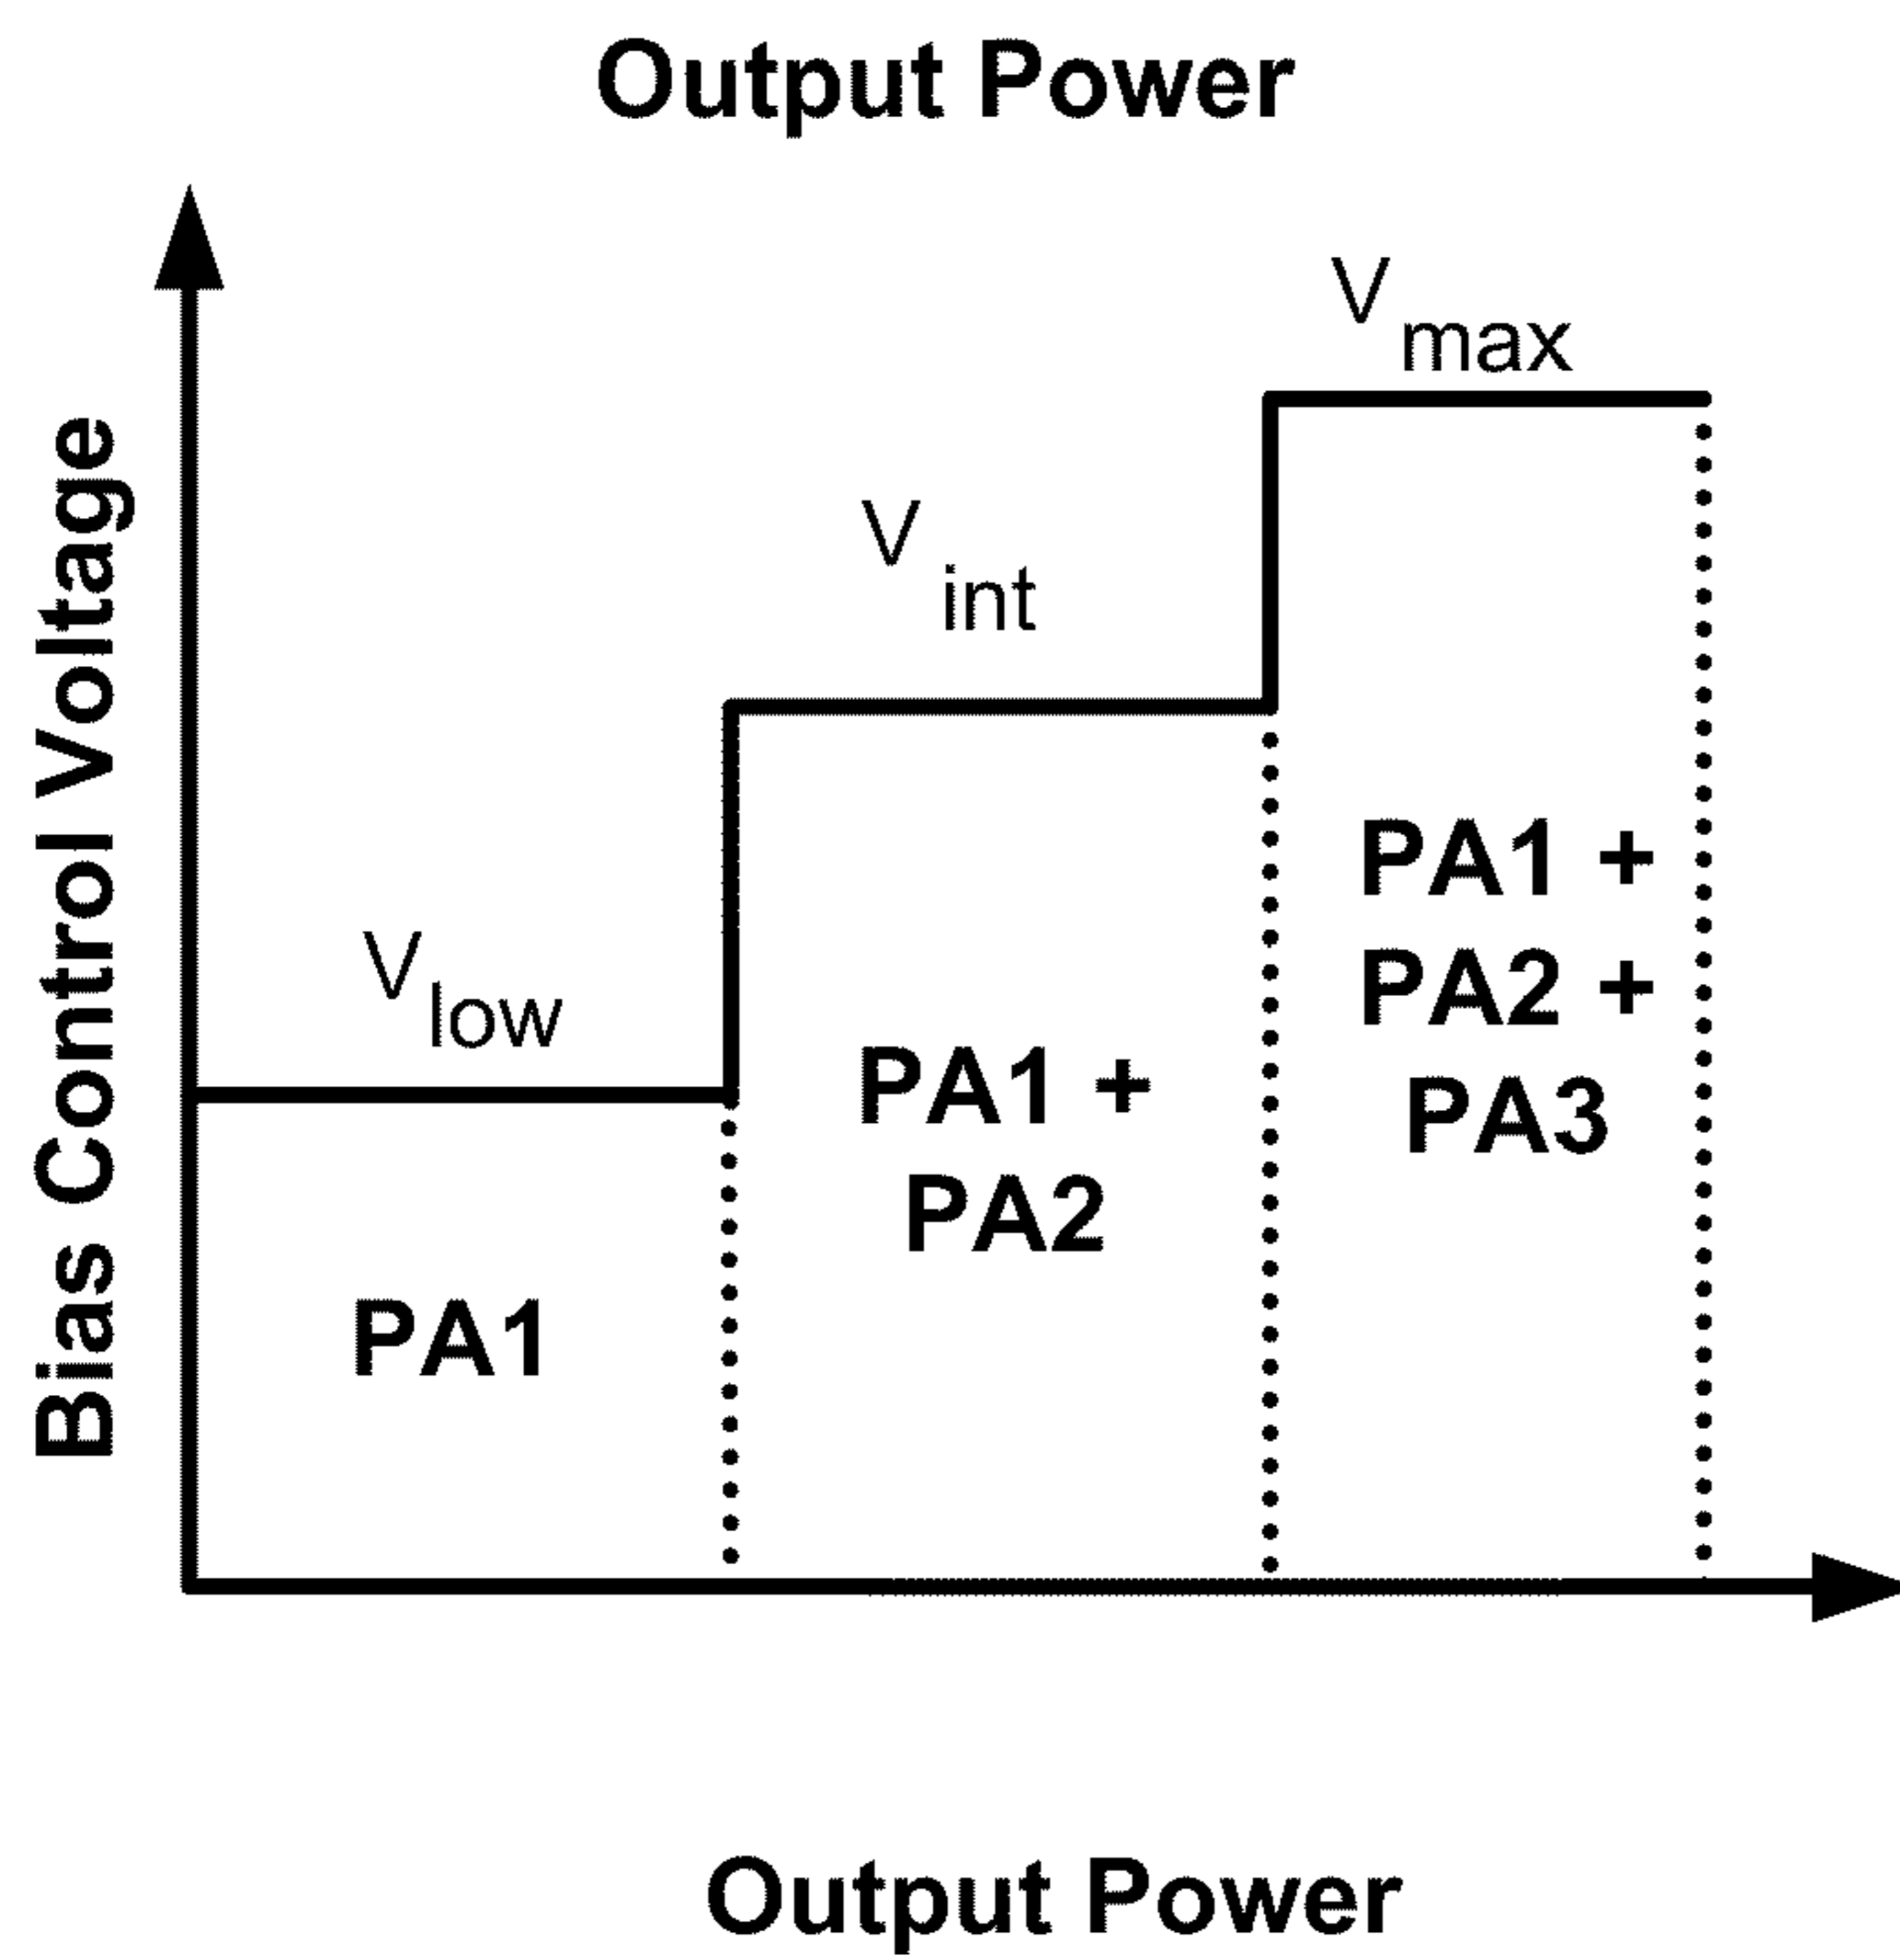 Output Power
Bias Control Voltage
Vlow
Vint
Vmax
PA1
PA1 +
PA2
PA1 +
PA2 +
PA3
Output Power